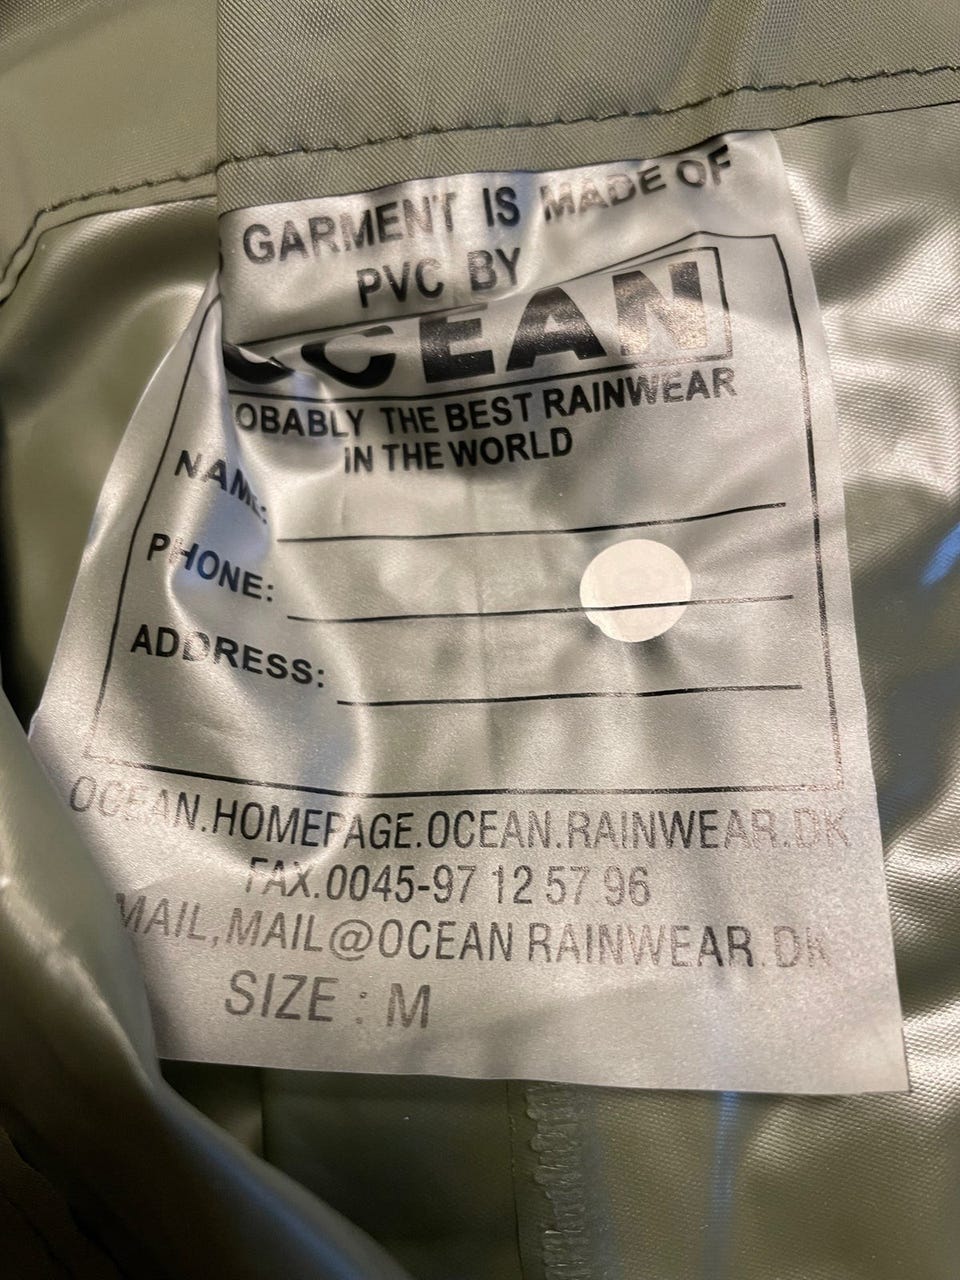 GARMENT IS MADE OF
PVC BY
OCEAN
OBABLY THE BEST RAINWEAR
IN THE WORLD
NAME:
PHONE:
ADDRESS:
OCEAN.HOMEPAGE.OCEAN.RAINWEAR.DK
FAX.0045-97 12 57 96
MAIL,MAIL@OCEAN RAINWEAR.DK
SIZE : M